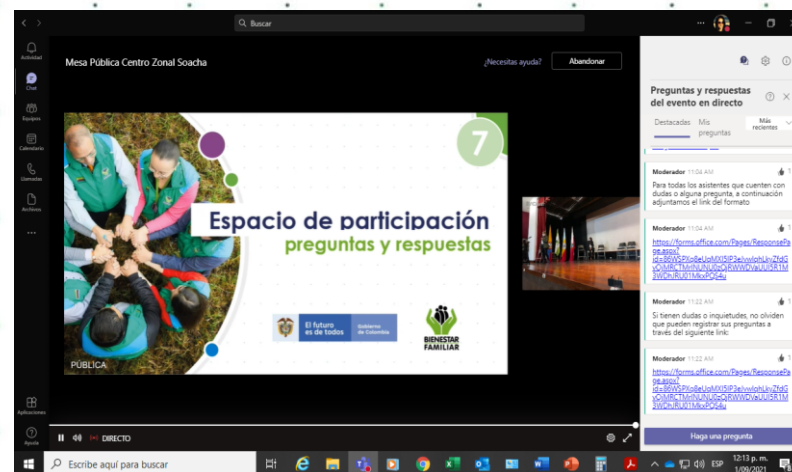 Buscar
Actividad
Chat
Equipos
Calendario
Llamadas
Archivos
Aplicaciones
Ayuda
Mesa Pública Centro Zonal Soacha
¿Necesitas ayuda?
Abandonar
7
Espacio de participación
preguntas y respuestas
El futuro
es de todos
Gobierno
de Colombia
BIENESTAR
FAMILIAR
PÚBLICA
DIRECTO
Preguntas y respuestas
del evento en directo
Destacadas
Mis
preguntas
Más
recientes
Moderador 11:04 AM
1
Para todas los asistentes que cuenten con
dudas o alguna pregunta, a continuación
adjuntamos el link del formato
Moderador 11:04 AM
1
https://forms.office.com/Pages/ResponsePa
ge.aspx?
Moderador 11:22 AM
1
Si tienen dudas o inquietudes, no olviden
que pueden registrar sus preguntas a
través del siguiente link:
Moderador 11:22 AM
1
https://forms.office.com/Pages/ResponsePa
ge.aspx?
Haga una pregunta
Escribe aquí para buscar
ESP
12:13 p. m.
1/09/2021